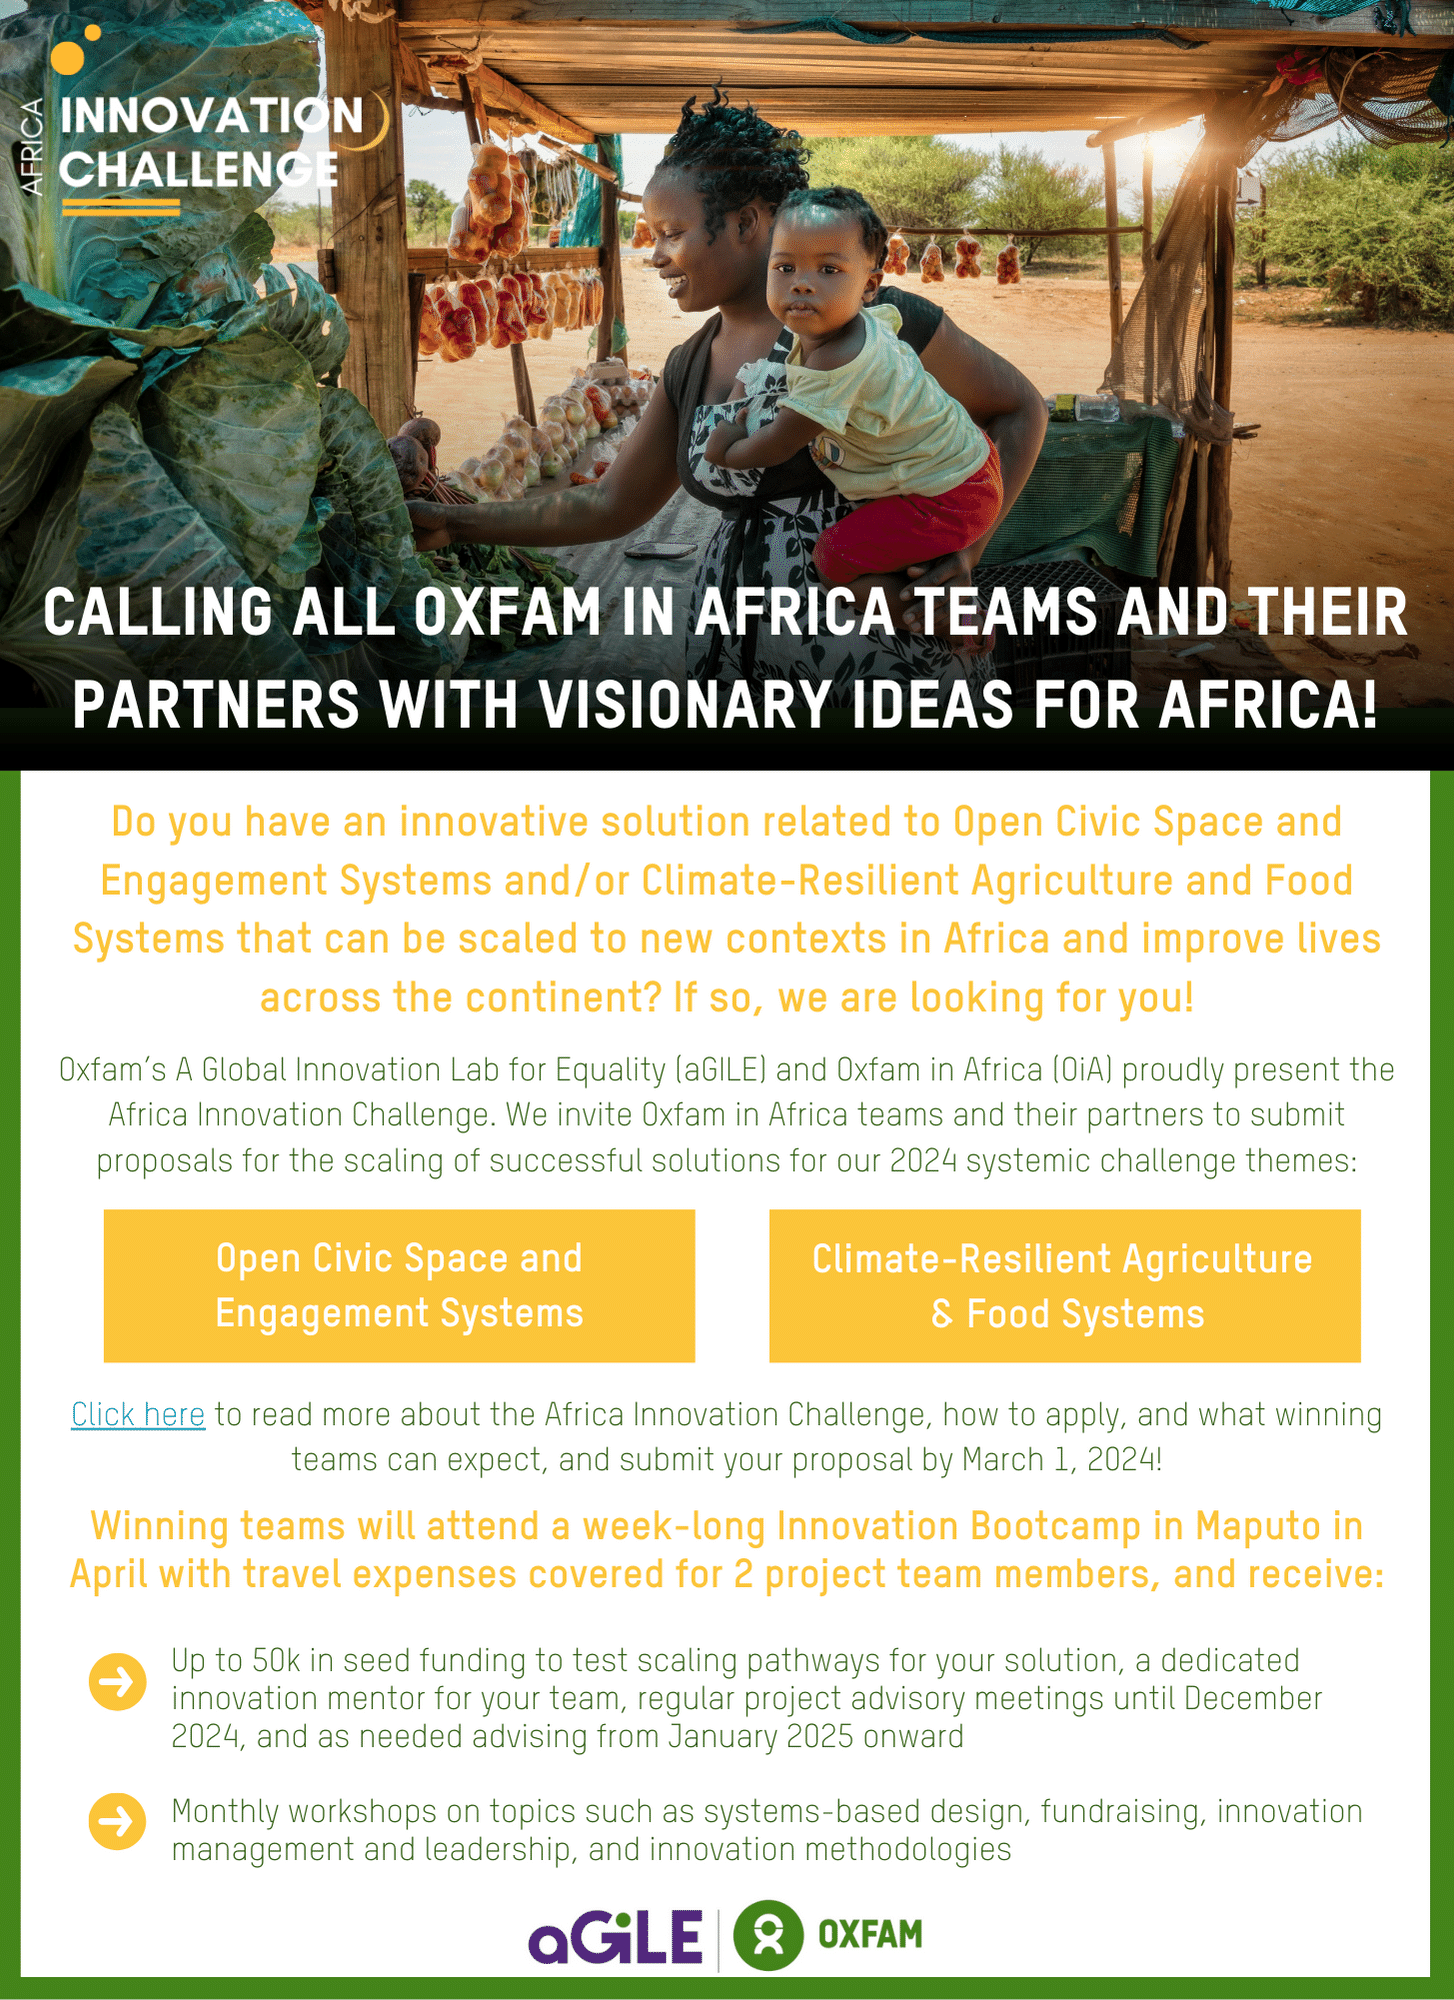 AFRICA
INNOVATION
CHALLENGE
CALLING ALL OXFAM IN AFRICA TEAMS AND THEIR
PARTNERS WITH VISIONARY IDEAS FOR AFRICA!
Do you have an innovative solution related to Open Civic Space and
Engagement Systems and/or Climate-Resilient Agriculture and Food
Systems that can be scaled to new contexts in Africa and improve lives
across the continent? If so, we are looking for you!
Oxfam's A Global Innovation Lab for Equality (aGILE) and Oxfam in Africa (OiA) proudly present the
Africa Innovation Challenge. We invite Oxfam in Africa teams and their partners to submit
proposals for the scaling of successful solutions for our 2024 systemic challenge themes:
Open Civic Space and
Engagement Systems
Climate-Resilient Agriculture
& Food Systems
Click here to read more about the Africa Innovation Challenge, how to apply, and what winning
teams can expect, and submit your proposal by March 1, 2024!
Winning teams will attend a week-long Innovation Bootcamp in Maputo in
April with travel expenses covered for 2 project team members, and receive:
Up to 50k in seed funding to test scaling pathways for your solution, a dedicated
innovation mentor for your team, regular project advisory meetings until December
2024, and as needed advising from January 2025 onward
Monthly workshops on topics such as systems-based design, fundraising, innovation
management and leadership, and innovation methodologies
aGiLE
OXFAM